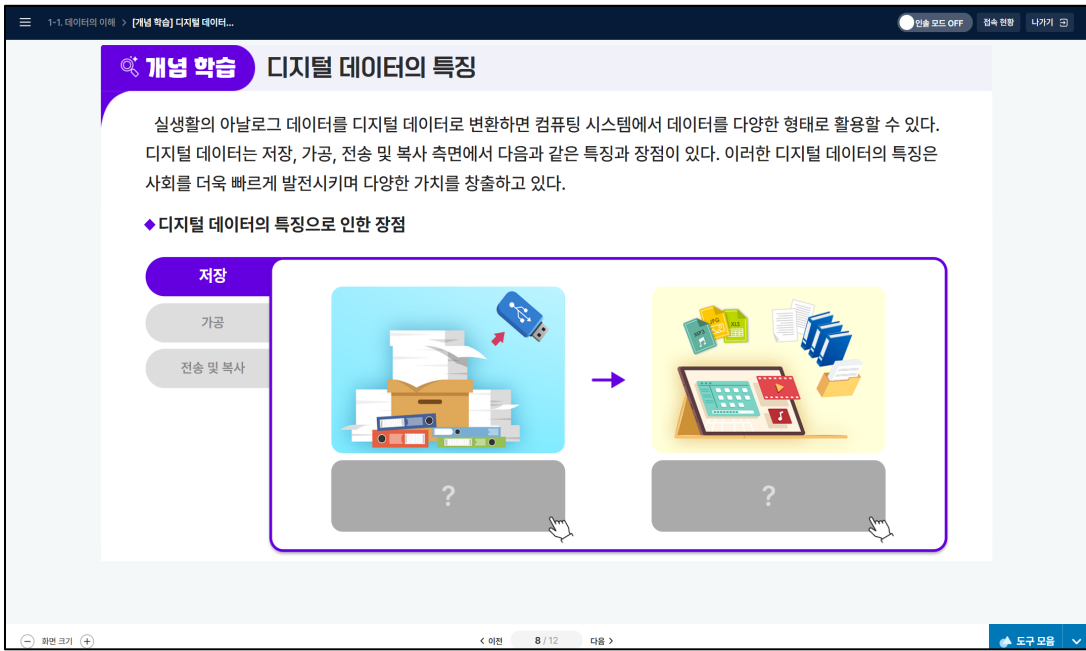 1-1. 데이터의 이해 > [개념 학습] 디지털 데이터...
인솔 모드 OFF
접속 현황
나가기
개념 학습
디지털 데이터의 특징
실생활의 아날로그 데이터를 디지털 데이터로 변환하면 컴퓨팅 시스템에서 데이터를 다양한 형태로 활용할 수 있다.
디지털 데이터는 저장, 가공, 전송 및 복사 측면에서 다음과 같은 특징과 장점이 있다. 이러한 디지털 데이터의 특징은
사회를 더욱 빠르게 발전시키며 다양한 가치를 창출하고 있다.
◆디지털 데이터의 특징으로 인한 장점
저장
가공
전송 및 복사
MP3
JPG
XLS
?
?
화면 크기
< 이전
8 / 12
다음 >
도구 모음